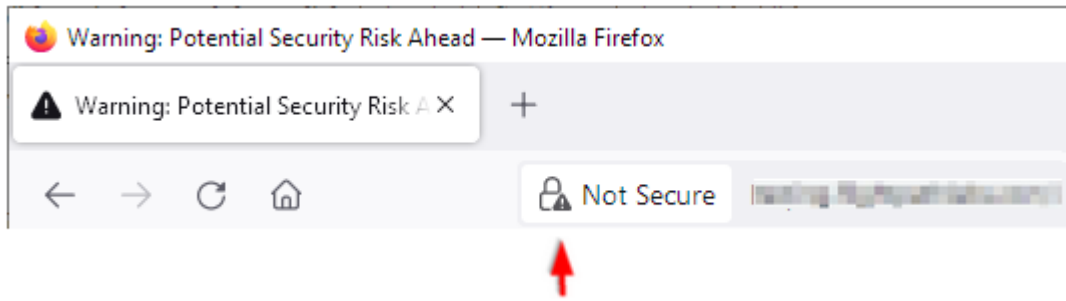 Warning: Potential Security Risk Ahead — Mozilla Firefox
Warning: Potential Security Risk A
Not Secure